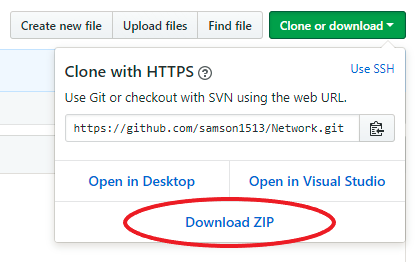 Create new file Upload files Find file Clone or download
Clone with HTTPS ? Use SSH
Use Git or checkout with SVN using the web URL.
https://github.com/samson1513/Network.git
Open in Desktop Open in Visual Studio
Download ZIP